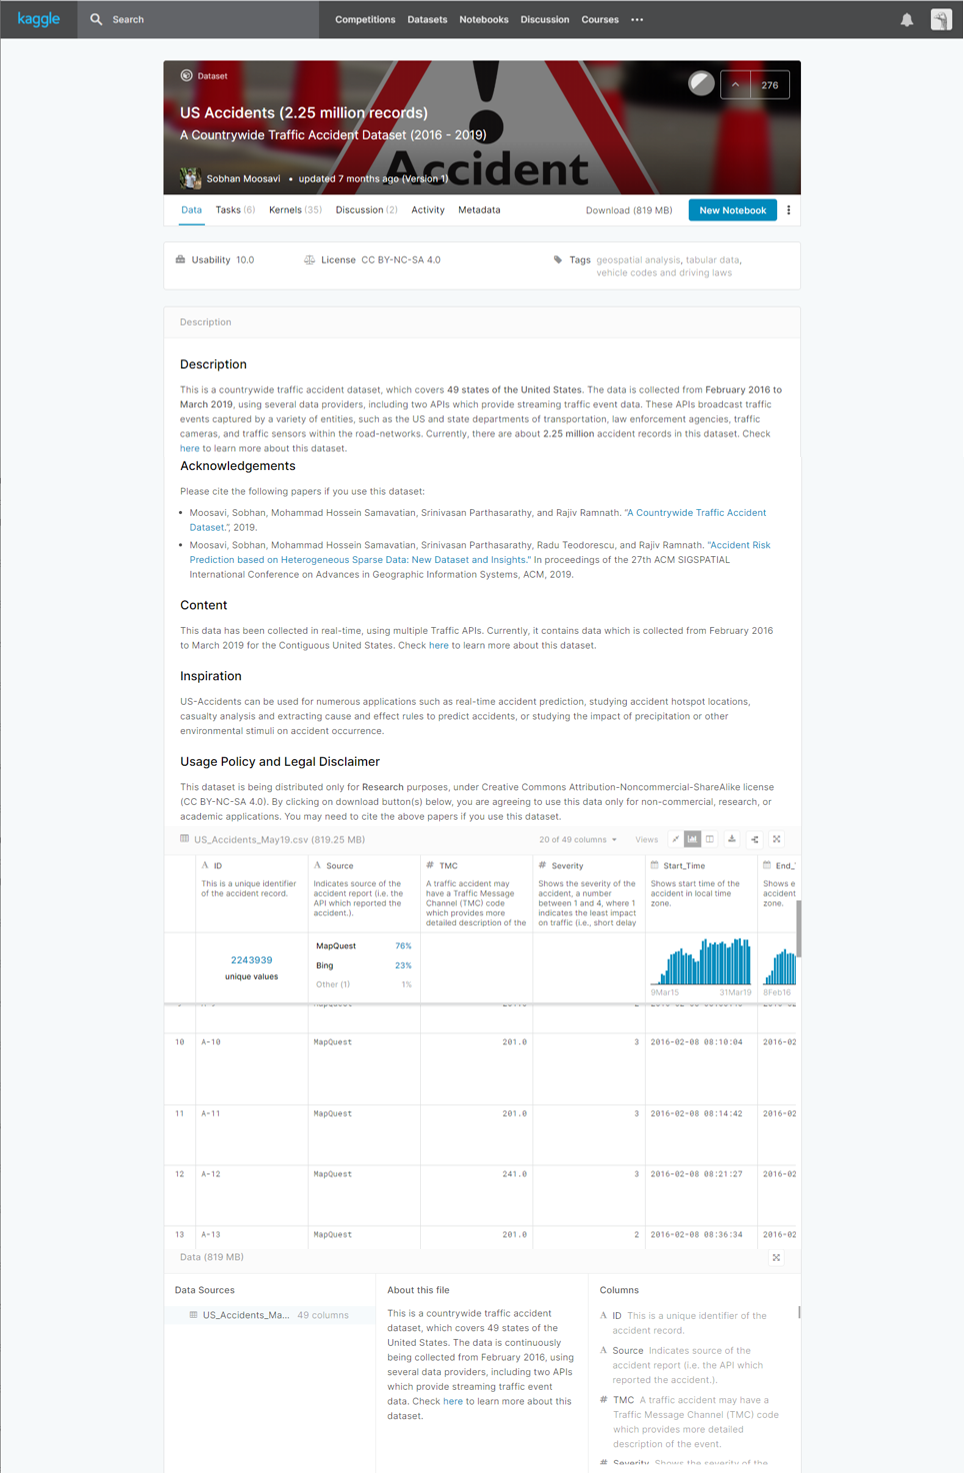 kaggle
Search
Competitions Datasets Notebooks Discussion Courses
Dataset
276
US Accidents (2.25 million records)
A Countrywide Traffic Accident Dataset (2016 - 2019)
Accident
Sobhan Moosavi • updated 7 months ago (Version 1)
Data Tasks (6) Kernels (35) Discussion (2) Activity Metadata Download (819 MB) New Notebook
Usability 10.0 License CC BY-NC-SA 4.0 Tags geospatial analysis, tabular data,
vehicle codes and driving laws
Description
Description
This is a countrywide traffic accident dataset, which covers 49 states of the United States. The data is collected from February 2016 to
March 2019, using several data providers, including two APIs which provide streaming traffic event data. These APIs broadcast traffic
events captured by a variety of entities, such as the US and state departments of transportation, law enforcement agencies, traffic
cameras, and traffic sensors within the road-networks. Currently, there are about 2.25 million accident records in this dataset. Check
here to learn more about this dataset.
Acknowledgements
Please cite the following papers if you use this dataset:
• Moosavi, Sobhan, Mohammad Hossein Samavatian, Srinivasan Parthasarathy, and Rajiv Ramnath. “A Countrywide Traffic Accident
Dataset.”, 2019.
• Moosavi, Sobhan, Mohammad Hossein Samavatian, Srinivasan Parthasarathy, Radu Teodorescu, and Rajiv Ramnath. "Accident Risk
Prediction based on Heterogeneous Sparse Data: New Dataset and Insights." In proceedings of the 27th ACM SIGSPATIAL
International Conference on Advances in Geographic Information Systems, ACM, 2019.
Content
This data has been collected in real-time, using multiple Traffic APIs. Currently, it contains data which is collected from February 2016
to March 2019 for the Contiguous United States. Check here to learn more about this dataset.
Inspiration
US-Accidents can be used for numerous applications such as real-time accident prediction, studying accident hotspot locations,
casualty analysis and extracting cause and effect rules to predict accidents, or studying the impact of precipitation or other
environmental stimuli on accident occurrence.
Usage Policy and Legal Disclaimer
This dataset is being distributed only for Research purposes, under Creative Commons Attribution-Noncommercial-ShareAlike license
(CC BY-NC-SA 4.0). By clicking on download button(s) below, you are agreeing to use this data only for non-commercial, research, or
academic applications. You may need to cite the above papers if you use this dataset.
US_Accidents_May19.csv (819.25 MB) 20 of 49 columns Views
A ID
This is a unique identifier
of the accident record.
A Source
Indicates source of the
accident report (i.e. the
API which reported the
accident.).
# TMC
A traffic accident may
have a Traffic Message
Channel (TMC) code
which provides more
detailed description of the
# Severity
Shows the severity of the
accident, a number
between 1 and 4, where 1
indicates the least impact
on traffic (i.e., short delay
Start_Time
Shows start time of the
accident in local time
zone.
End_
Shows e
accident
zone.
2243939
unique values
MapQuest 76%
Bing 23%
Other (1) 1%
9Mar15 31Mar19 8Feb16
10 A-10 MapQuest 201.0 3 2016-02-08 08:10:04 2016-02
11 A-11 MapQuest 201.0 3 2016-02-08 08:14:42 2016-02
12 A-12 MapQuest 241.0 3 2016-02-08 08:21:27 2016-02
13 A-13 MapQuest 201.0 2 2016-02-08 08:36:34 2016-02
Data (819 MB)
Data Sources
US_Accidents_Ma... 49 columns
About this file
This is a countrywide traffic accident
dataset, which covers 49 states of the
United States. The data is continuously
being collected from February 2016, using
several data providers, including two APIs
which provide streaming traffic event
data. Check here to learn more about this
dataset.
Columns
A ID This is a unique identifier of the
accident record.
A Source Indicates source of the
accident report (i.e. the API which
reported the accident.).
# TMC A traffic accident may have a
Traffic Message Channel (TMC) code
which provides more detailed
description of the event.
# Severity Shows the severity of the